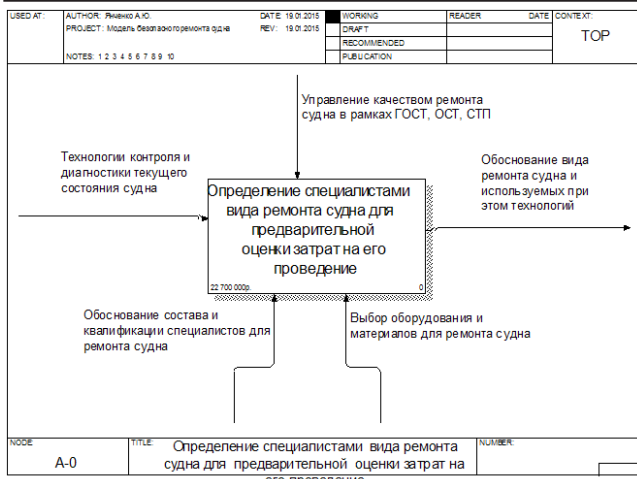 USED AT:
AUTHOR: Янченко А.Ю.
DATE: 19.01.2015
WORKING
READER
DATE
CONTEXT:
PROJECT: Модель безопасного ремонта судна
REV: 19.01.2015
DRAFT
TOP
RECOMMENDED
NOTES: 1 2 3 4 5 6 7 8 9 10
PUBLICATION
Управление качеством ремонта
судна в рамках ГОСТ, ОСТ, СТП
Технологии контроля и
диагностики текущего
состояния судна
Обоснование вида
ремонта судна и
используемых при
этом технологий
Определение специалистами
вида ремонта судна для
предварительной
оценки затрат на его
проведение
22 700 000р.
0
Обоснование состава и
квалификации специалистов для
ремонта судна
Выбор оборудования и
материалов для ремонта судна
NODE:
A-0
TITLE:
Определение специалистами вида ремонта
судна для предварительной оценки затрат на
его проведение
NUMBER: